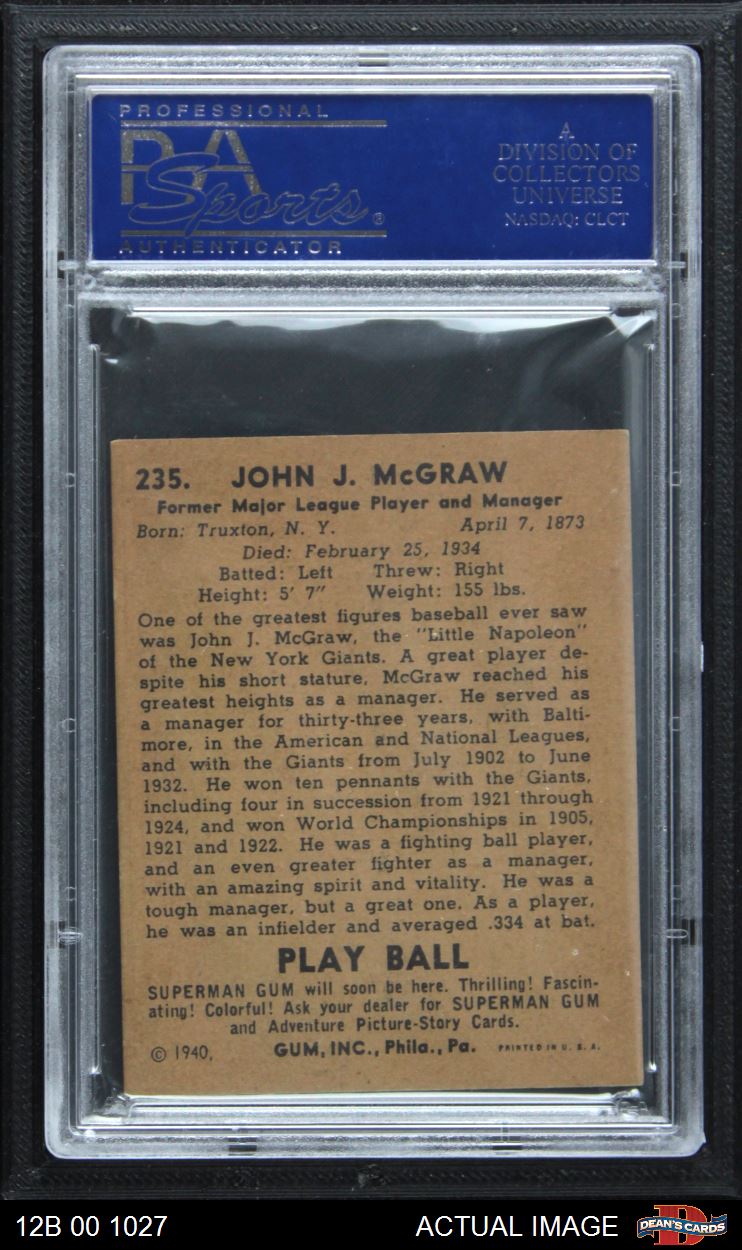 PROFESSIONAL
PSA
Sports ®
AUTHENTICATOR
A
DIVISION OF
COLLECTORS
UNIVERSE
NASDAQ: CLCT
235. JOHN J. McGRAW
Former Major League Player and Manager
Born: Truxton, N. Y. April 7, 1873
Died: February 25, 1934
Batted: Left Threw: Right
Height: 5' 7" Weight: 155 lbs.
One of the greatest figures baseball ever saw
was John J. McGraw, the "Little Napoleon"
of the New York Giants. A great player de-
spite his short stature, McGraw reached his
greatest heights as a manager. He served as
a manager for thirty-three years, with Balti-
more, in the American and National Leagues,
and with the Giants from July 1902 to June
1932. He won ten pennants with the Giants,
including four in succession from 1921 through
1924, and won World Championships in 1905,
1921 and 1922. He was a fighting ball player,
and an even greater fighter as a manager,
with an amazing spirit and vitality. He was a
tough manager, but a great one. As a player,
he was an infielder and averaged .334 at bat.
PLAY BALL
SUPERMAN GUM will soon be here. Thrilling! Fascin-
ating! Colorful! Ask your dealer for SUPERMAN GUM
and Adventure Picture-Story Cards.
© 1940, GUM, INC., Phila., Pa. PRINTED IN U. S. A.
12B 00 1027 ACTUAL IMAGE D DEAN'S CARDS